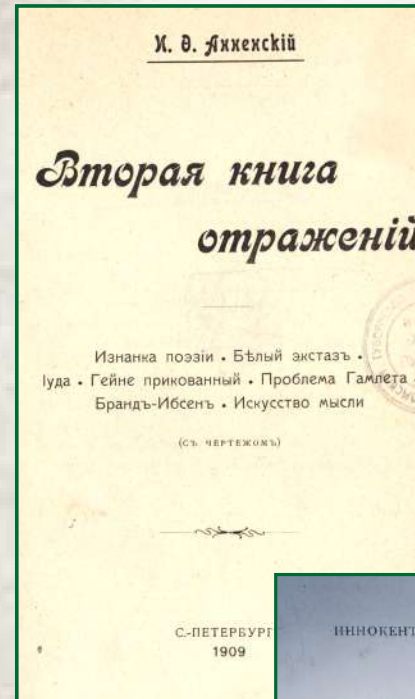 И. Ѳ. Анненскій
Вторая книга
отраженій
Изнанка поэзіи • Бѣлый экстазъ •
Іуда • Гейне прикованный • Проблема Гамлета
Брандъ-Ибсенъ • Искусство мысли
(СЪ ЧЕРТЕЖОМЪ)
С.-ПЕТЕРБУРГ
1909
ИННОКЕНТ